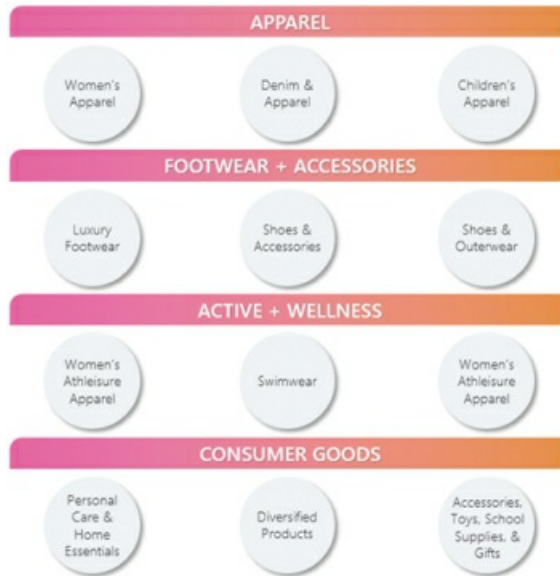 APPAREL
Women's
Apparel
Denim &
Apparel
Children's
Apparel
FOOTWEAR + ACCESSORIES
Luxury
Footwear
Shoes &
Accessories
Shoes &
Outerwear
ACTIVE + WELLNESS
Women's
Athleisure
Apparel
Swimwear
Women's
Athleisure
Apparel
CONSUMER GOODS
Personal
Care &
Home
Essentials
Diversified
Products
Accessories,
Toys, School
Supplies, &
Gifts